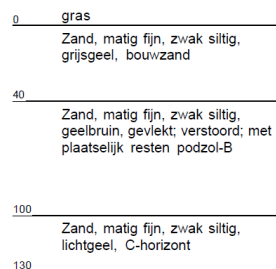 0 gras
Zand, matig fijn, zwak siltig,
grijsgeel, bouwzand
40
Zand, matig fijn, zwak siltig,
geelbruin, gevlekt; verstoord; met
plaatselijk resten podzol-B
100
Zand, matig fijn, zwak siltig,
lichtgeel, C-horizont
130